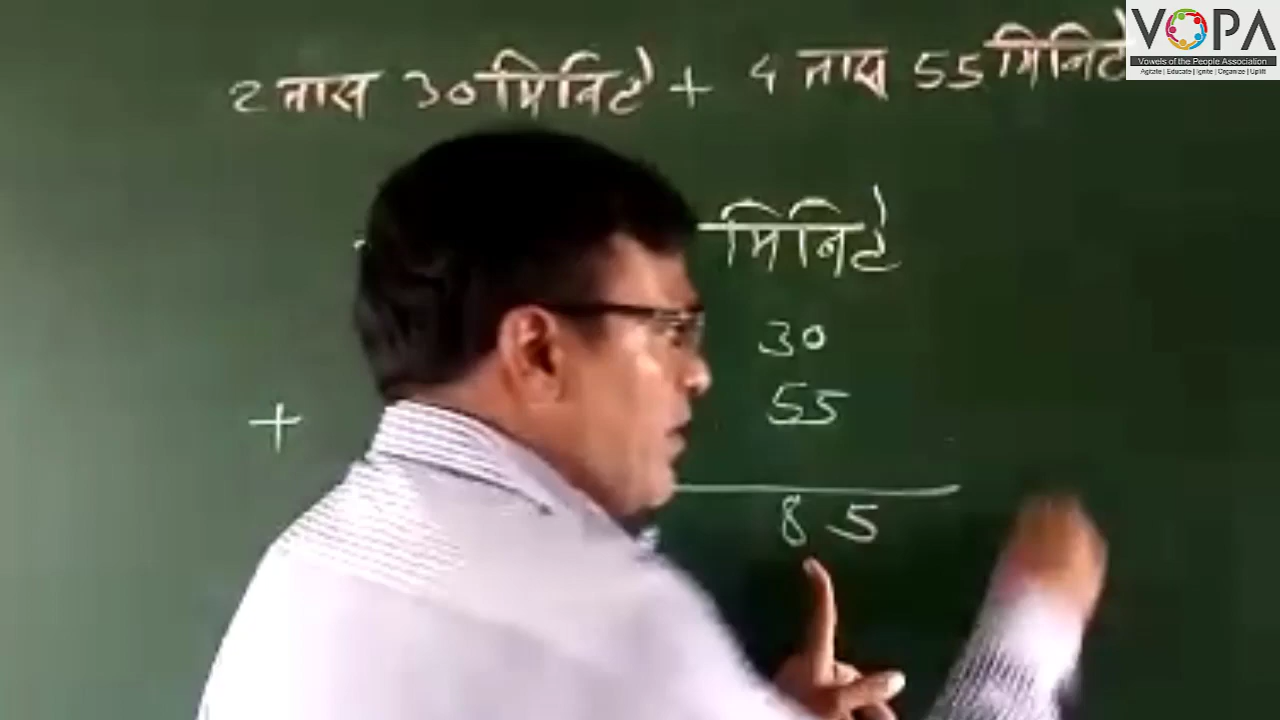 2 तास 30 मिनिटे + 4 तास 55 मिनिटे
VOPA
Vowels of the People Association
Agitate | Educate | Ignite | Organize | Uplift
मिनिटे
30
+ 55
85